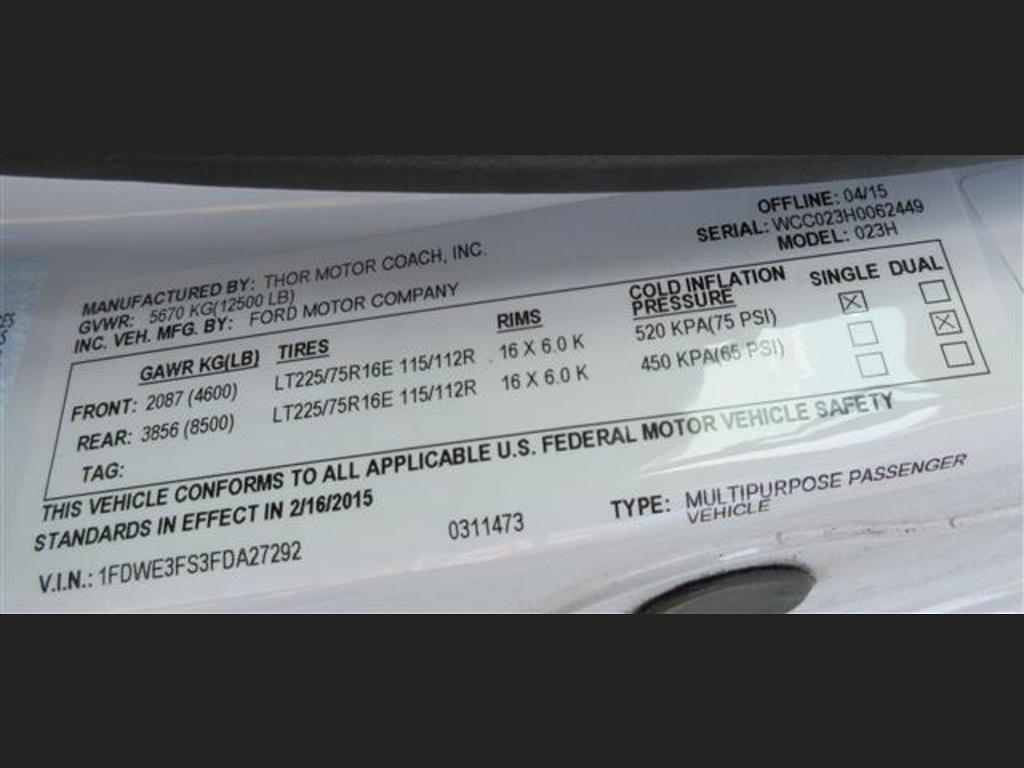 OFFLINE: 04/15
SERIAL: WCC023H0062449
MODEL: 023H
MANUFACTURED BY: THOR MOTOR COACH, INC.
GVWR: 5670 KG(12500 LB)
INC. VEH. MFG. BY: FORD MOTOR COMPANY
GAWR KG(LB) TIRES RIMS COLD INFLATION PRESSURE SINGLE DUAL
FRONT: 2087 (4600) LT225/75R16E 115/112R 16 X 6.0 K 520 KPA(75 PSI)
REAR: 3856 (8500) LT225/75R16E 115/112R 16 X 6.0 K 450 KPA(65 PSI)
TAG:
THIS VEHICLE CONFORMS TO ALL APPLICABLE U.S. FEDERAL MOTOR VEHICLE SAFETY
STANDARDS IN EFFECT IN 2/16/2015
V.I.N.: 1FDWE3FS3FDA27292 0311473 TYPE: MULTIPURPOSE PASSENGER
VEHICLE